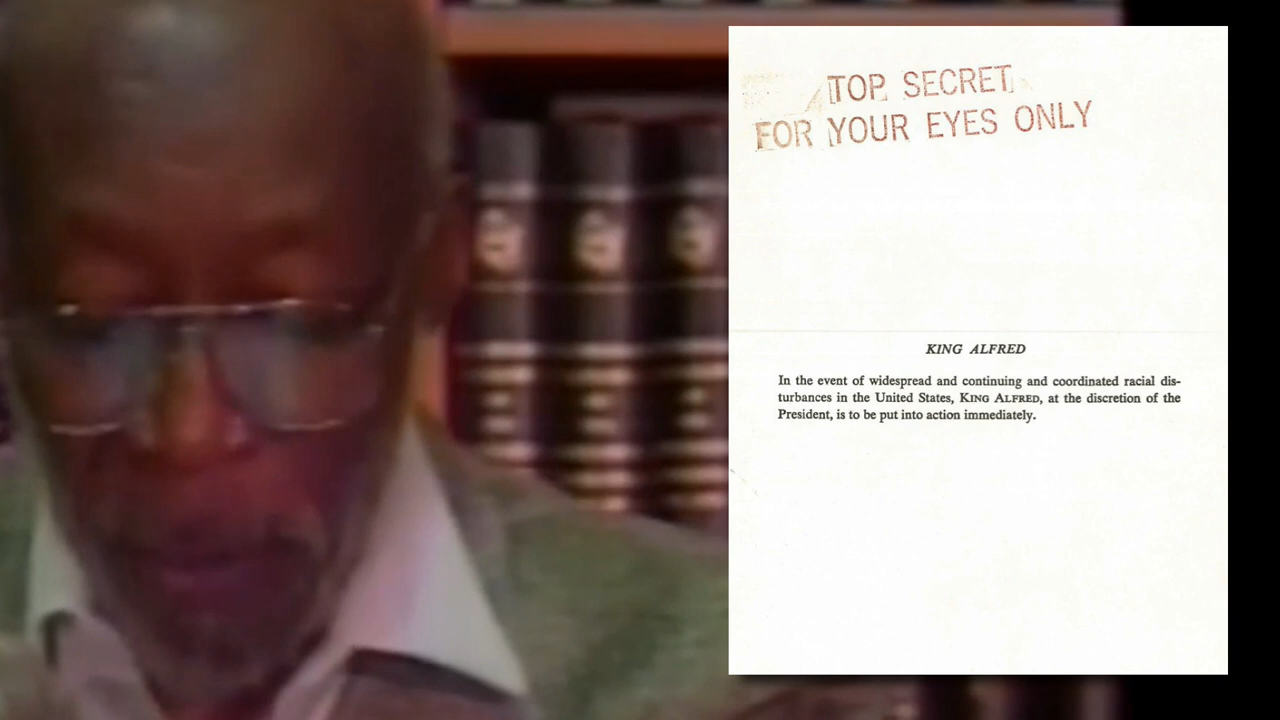 TOP SECRET
FOR YOUR EYES ONLY
KING ALFRED
In the event of widespread and continuing and coordinated racial dis-
turbances in the United States, KING ALFRED, at the discretion of the
President, is to be put into action immediately.